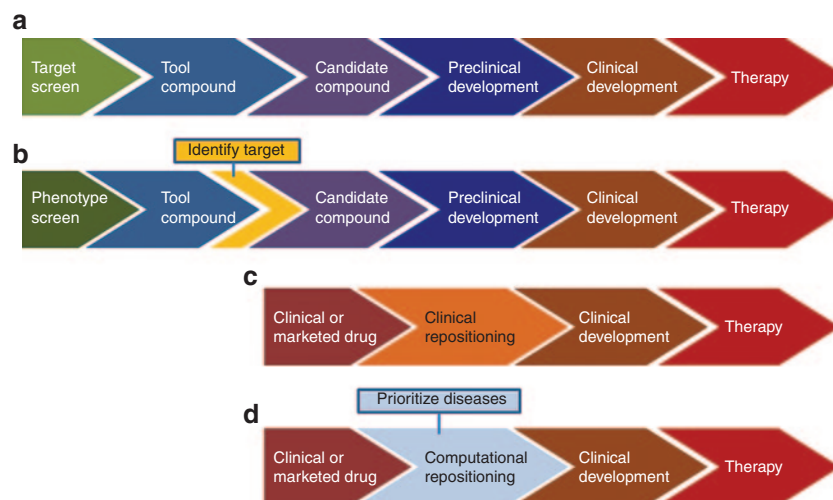 a
Target
screen
Tool
compound
Candidate
compound
Preclinical
development
Clinical
development
Therapy
b
Identify target
Phenotype
screen
Tool
compound
Candidate
compound
Preclinical
development
Clinical
development
Therapy
c
Clinical or
marketed drug
Clinical
repositioning
Clinical
development
Therapy
d
Prioritize diseases
Clinical or
marketed drug
Computational
repositioning
Clinical
development
Therapy